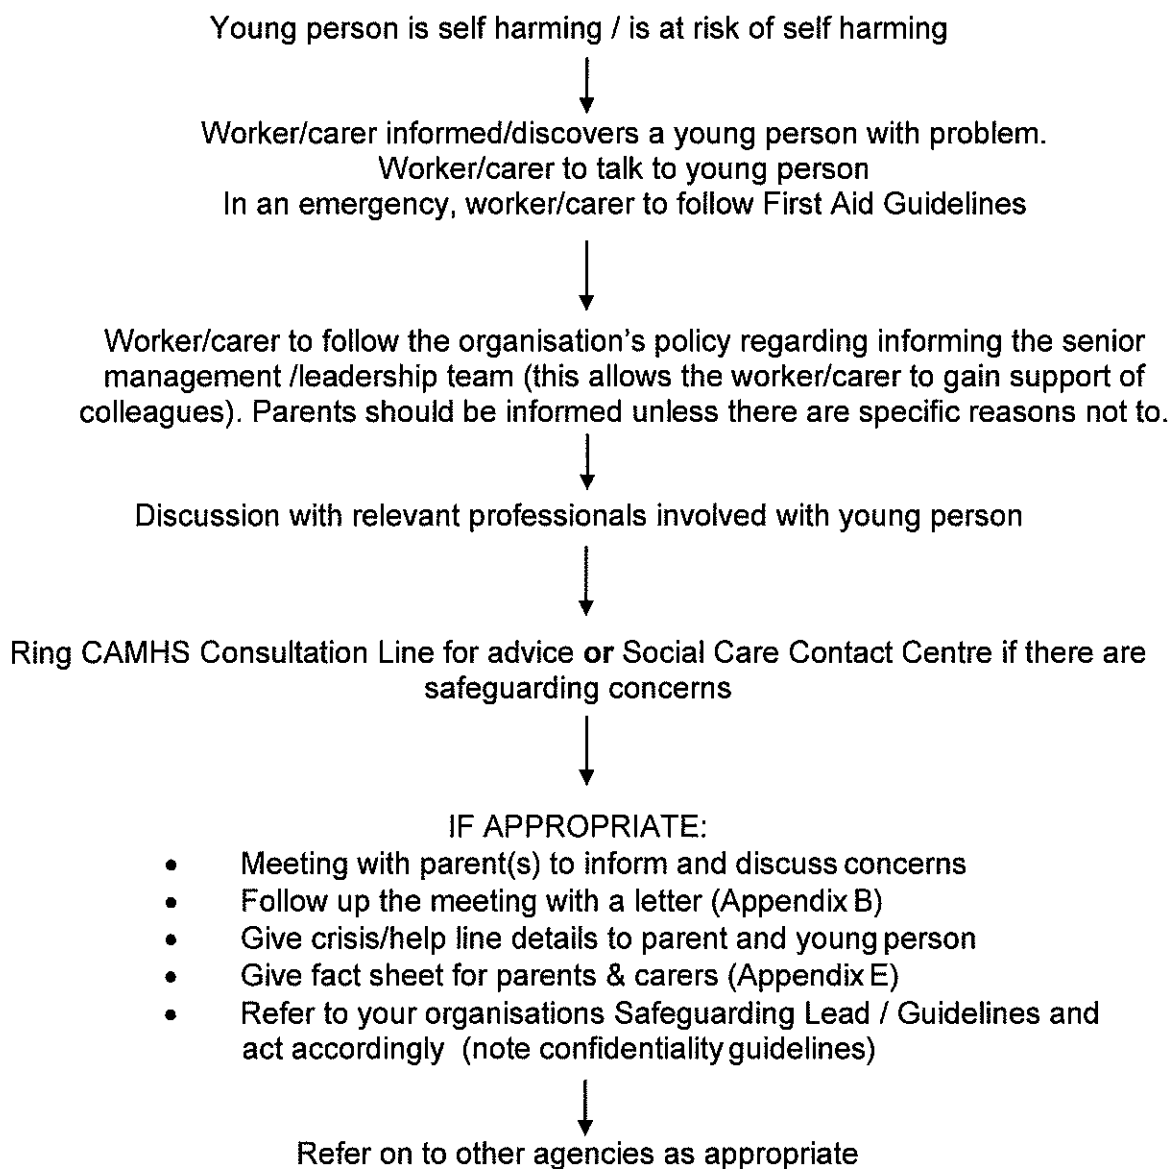 Young person is self harming / is at risk of self harming
Worker/carer informed/discovers a young person with problem.
Worker/carer to talk to young person
In an emergency, worker/carer to follow First Aid Guidelines
Worker/carer to follow the organisation's policy regarding informing the senior
management /leadership team (this allows the worker/carer to gain support of
colleagues). Parents should be informed unless there are specific reasons not to.
Discussion with relevant professionals involved with young person
Ring CAMHS Consultation Line for advice or Social Care Contact Centre if there are
safeguarding concerns
IF APPROPRIATE:
• Meeting with parent(s) to inform and discuss concerns
• Follow up the meeting with a letter (Appendix B)
• Give crisis/help line details to parent and young person
• Give fact sheet for parents & carers (Appendix E)
• Refer to your organisations Safeguarding Lead / Guidelines and
act accordingly (note confidentiality guidelines)
Refer on to other agencies as appropriate